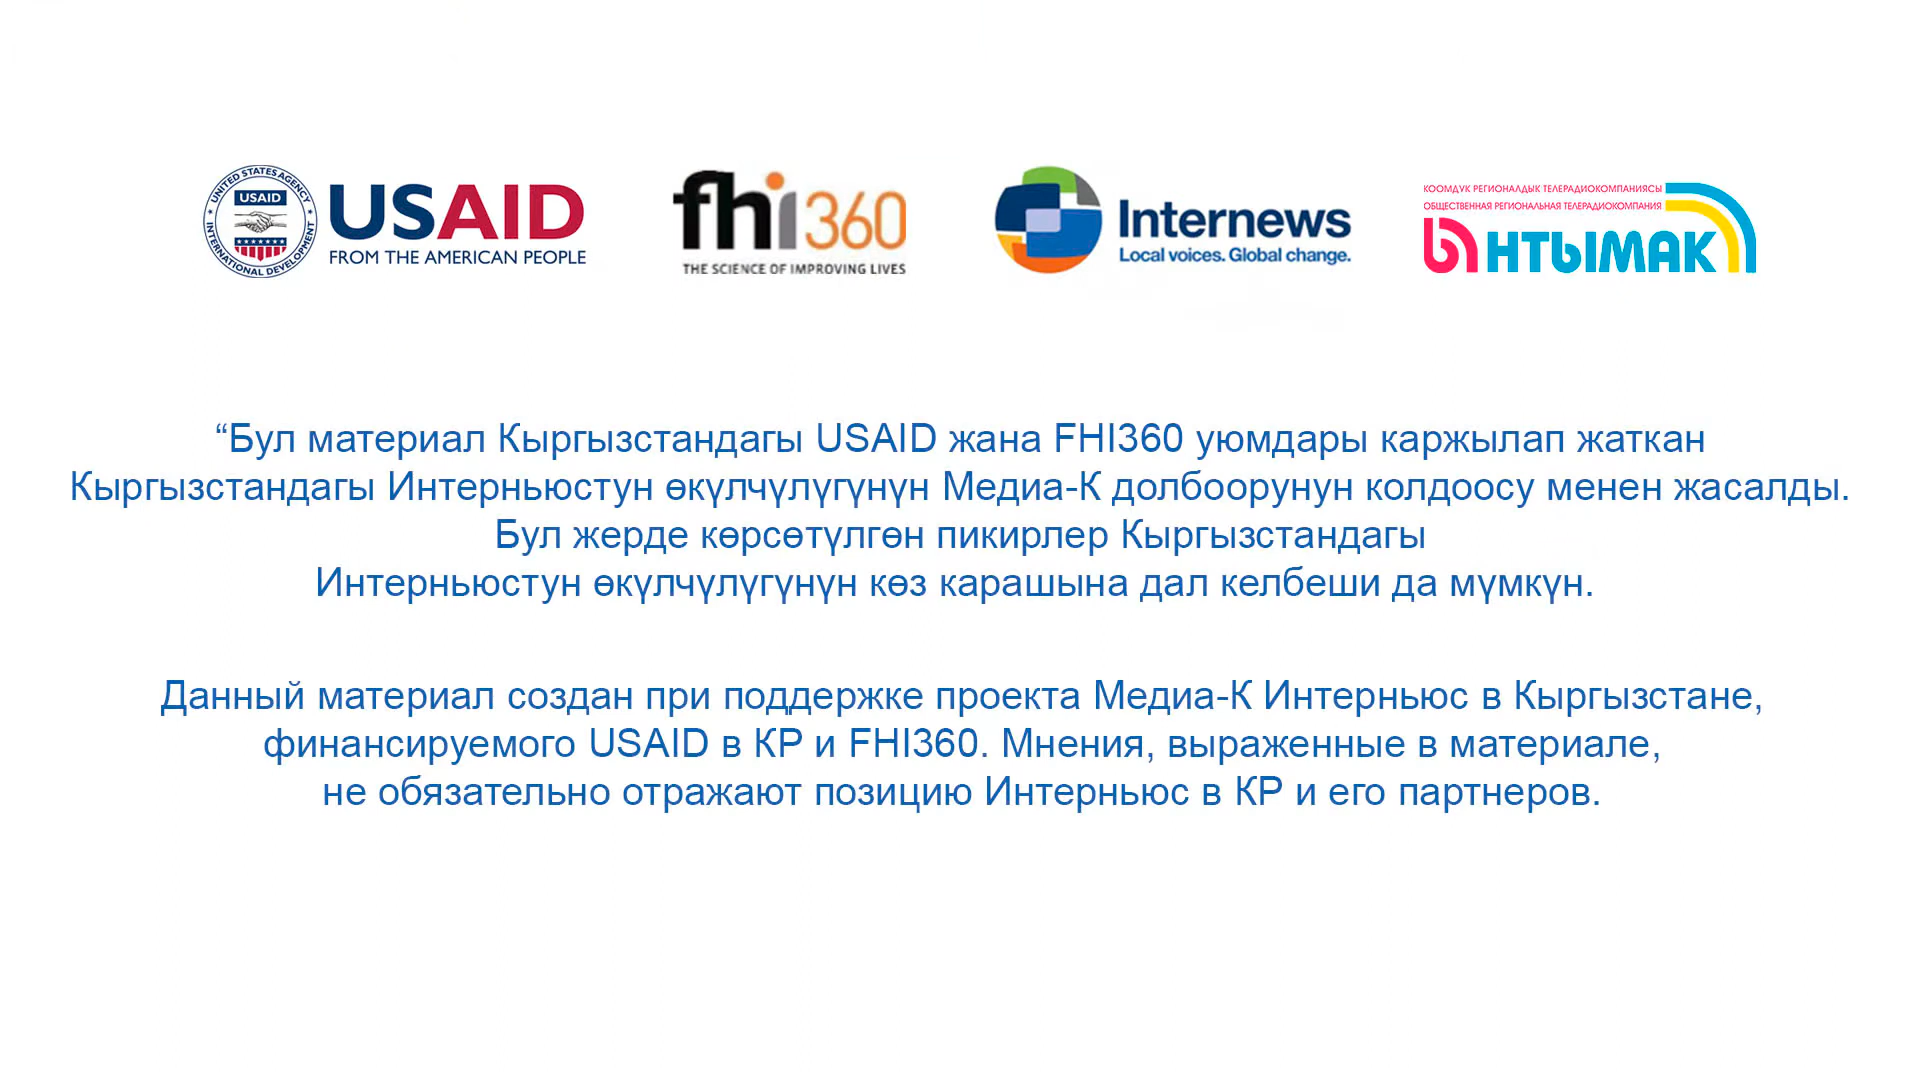 UNITED STATES AGENCY
USAID
INTERNATIONAL DEVELOPMENT
USAID
FROM THE AMERICAN PEOPLE
fhi 360
THE SCIENCE OF IMPROVING LIVES
Internews
Local voices. Global change.
КООМДУК РЕГИОНАЛДЫК ТЕЛЕРАДИОКОМПАНИЯСЫ
ОБЩЕСТВЕННАЯ РЕГИОНАЛЬНАЯ ТЕЛЕРАДИОКОМПАНИЯ
ЫНТЫМАК
“Бул материал Кыргызстандагы USAID жана FHI360 уюмдары каржылап жаткан
Кыргызстандагы Интерньюстун өкүлчүлүгүнүн Медиа-К долбоорунун колдоосу менен жасалды.
Бул жерде көрсөтүлгөн пикирлер Кыргызстандагы
Интерньюстун өкүлчүлүгүнүн көз карашына дал келбеши да мүмкүн.
Данный материал создан при поддержке проекта Медиа-К Интерньюс в Кыргызстане,
финансируемого USAID в КР и FHI360. Мнения, выраженные в материале,
не обязательно отражают позицию Интерньюс в КР и его партнеров.